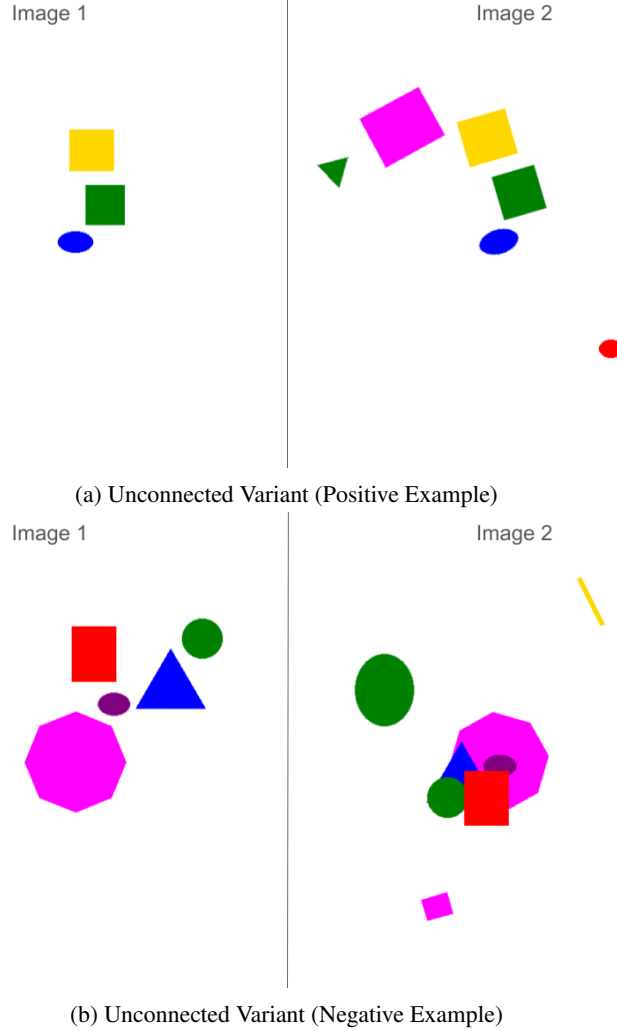 Image 1
Image 2
(a) Unconnected Variant (Positive Example)
Image 1
Image 2
(b) Unconnected Variant (Negative Example)